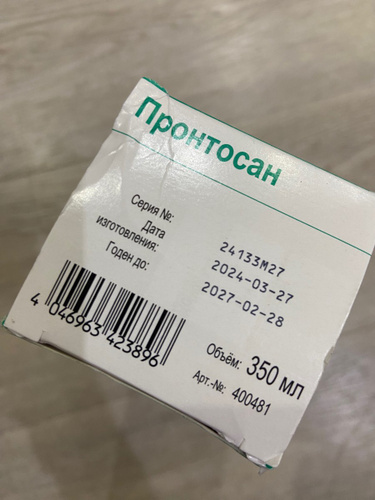 Пронтосан
Серия №: 24133M27
Дата
изготовления: 2024-03-27
Годен до: 2027-02-28
4 046963 423896
Объём: 350 мл
Арт.-№: 400481